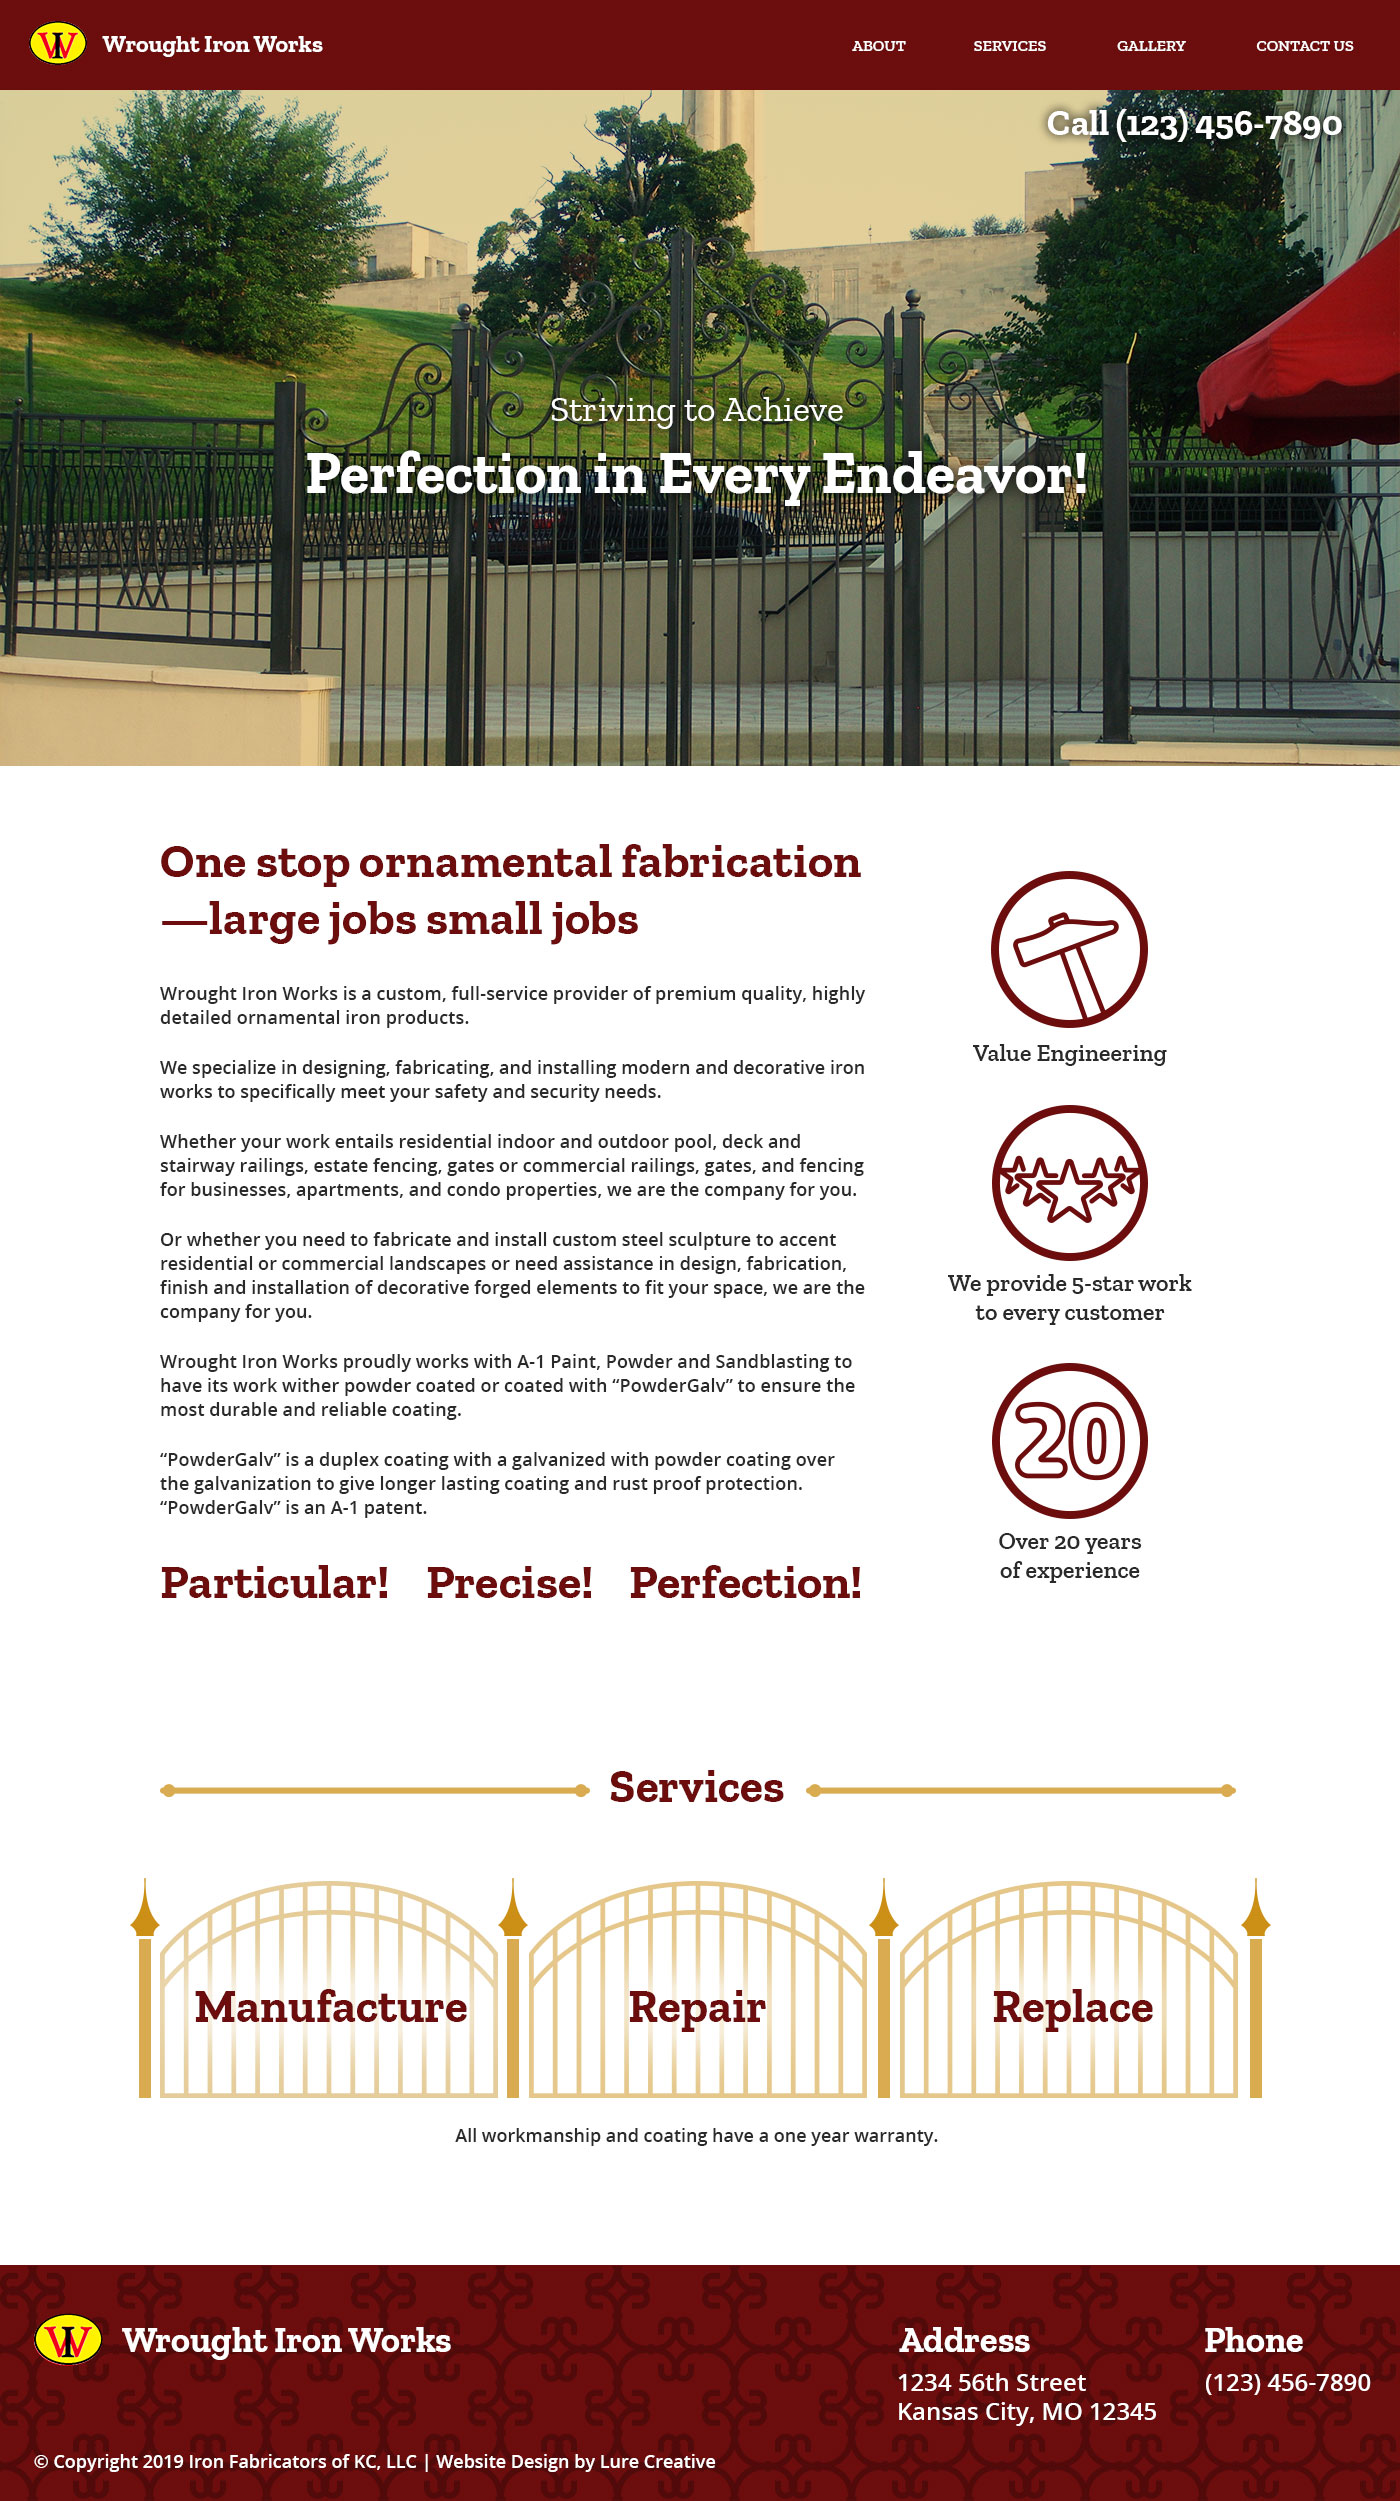 WI Wrought Iron Works
ABOUT SERVICES GALLERY CONTACT US
Call (123) 456-7890
Striving to Achieve
Perfection in Every Endeavor!
One stop ornamental fabrication
—large jobs small jobs
Wrought Iron Works is a custom, full-service provider of premium quality, highly
detailed ornamental iron products.
We specialize in designing, fabricating, and installing modern and decorative iron
works to specifically meet your safety and security needs.
Whether your work entails residential indoor and outdoor pool, deck and
stairway railings, estate fencing, gates or commercial railings, gates, and fencing
for businesses, apartments, and condo properties, we are the company for you.
Or whether you need to fabricate and install custom steel sculpture to accent
residential or commercial landscapes or need assistance in design, fabrication,
finish and installation of decorative forged elements to fit your space, we are the
company for you.
Wrought Iron Works proudly works with A-1 Paint, Powder and Sandblasting to
have its work wither powder coated or coated with “PowderGalv” to ensure the
most durable and reliable coating.
“PowderGalv” is a duplex coating with a galvanized with powder coating over
the galvanization to give longer lasting coating and rust proof protection.
“PowderGalv” is an A-1 patent.
Particular! Precise! Perfection!
Value Engineering
We provide 5-star work
to every customer
20
Over 20 years
of experience
Services
Manufacture
Repair
Replace
All workmanship and coating have a one year warranty.
WI Wrought Iron Works
Address
1234 56th Street
Kansas City, MO 12345
Phone
(123) 456-7890
© Copyright 2019 Iron Fabricators of KC, LLC | Website Design by Lure Creative